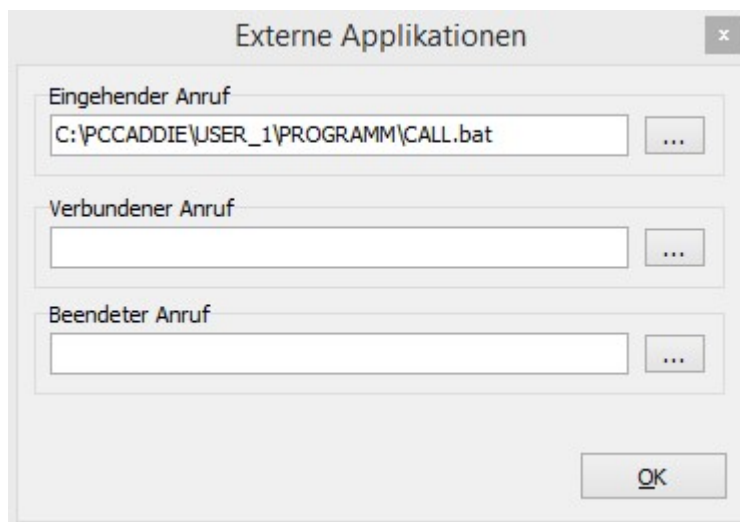 Externe Applikationen
x
Eingehender Anruf
C:\PCCADDIE\USER_1\PROGRAMM\CALL.bat
...
Verbundener Anruf
...
Beendeter Anruf
...
OK